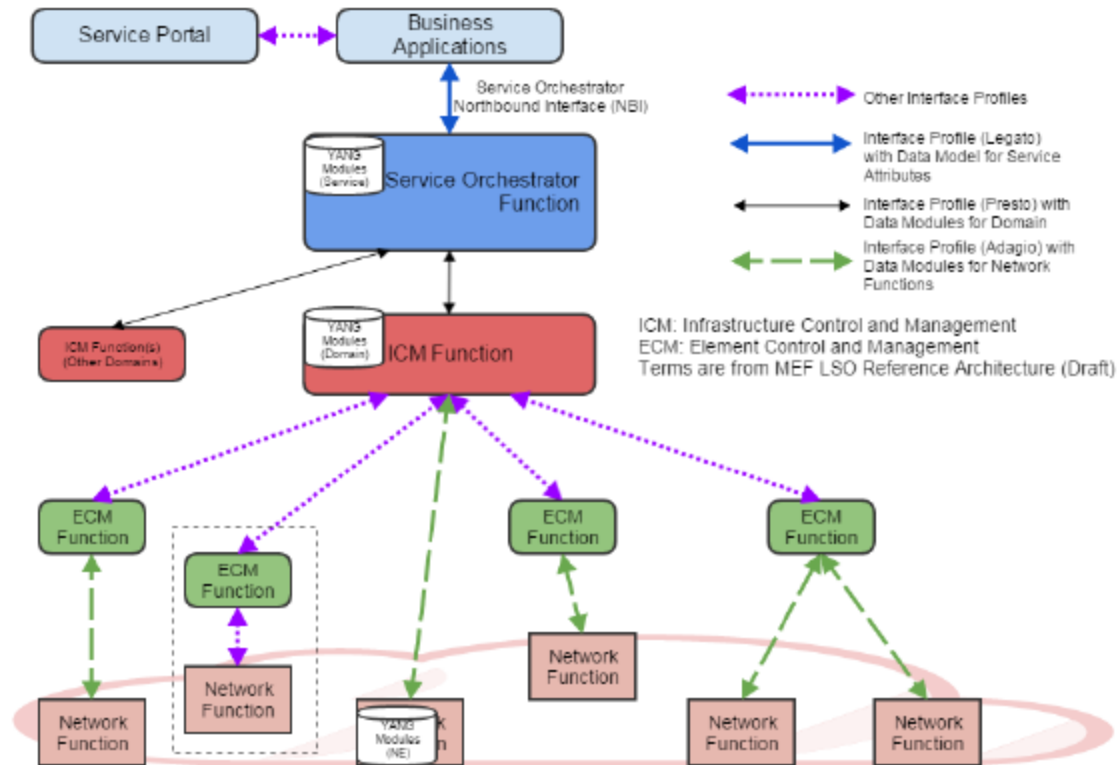 Service Portal
Business
Applications
Service Orchestrator
Northbound Interface (NBI)
Other Interface Profiles
YANG
Modules
(Service)
Service Orchestrator
Function
Interface Profile (Legato)
with Data Model for Service
Attributes
Interface Profile (Presto) with
Data Modules for Domain
Interface Profile (Adagio) with
Data Modules for Network
Functions
ICM Function(s)
(Other Domains)
YANG
Modules
(Domain)
ICM Function
ICM: Infrastructure Control and Management
ECM: Element Control and Management
Terms are from MEF LSO Reference Architecture (Draft)
ECM
Function
ECM
Function
ECM
Function
ECM
Function
Network
Function
Network
Function
Network
Function
YANG
Modules
(NE)
Network
Function
Network
Function